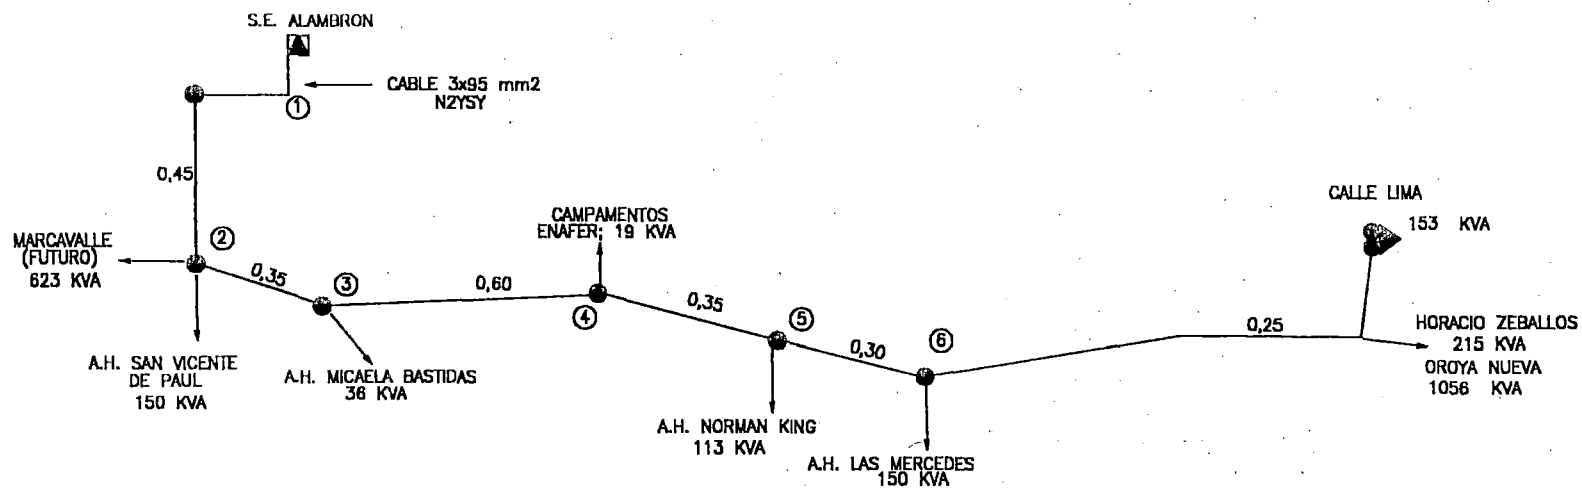 S.E. ALAMBRON
CABLE 3x95 mm2
N2YSY
1
0,45
MARCAVALLE
(FUTURO)
623 KVA
2
A.H. SAN VICENTE
DE PAUL
150 KVA
0,35
3
A.H. MICAELA BASTIDAS
36 KVA
0,60
CAMPAMENTOS
ENAFER: 19 KVA
4
0,35
5
A.H. NORMAN KING
113 KVA
0,30
6
A.H. LAS MERCEDES
150 KVA
0,25
CALLE LIMA
153 KVA
HORACIO ZEBALLOS
215 KVA
OROYA NUEVA
1056 KVA